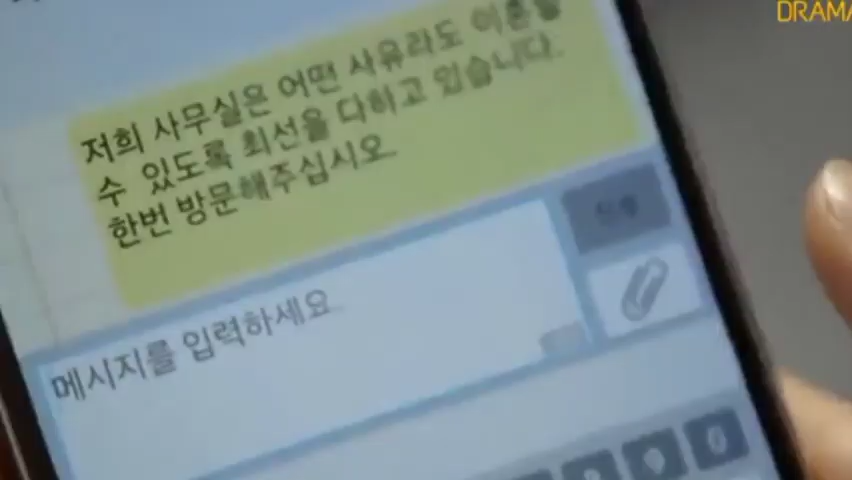 DRAMA
저희 사무실은 어떤 사유라도 이혼할
수 있도록 최선을 다하고 있습니다.
한번 방문해주십시오.
전송
메시지를 입력하세요.